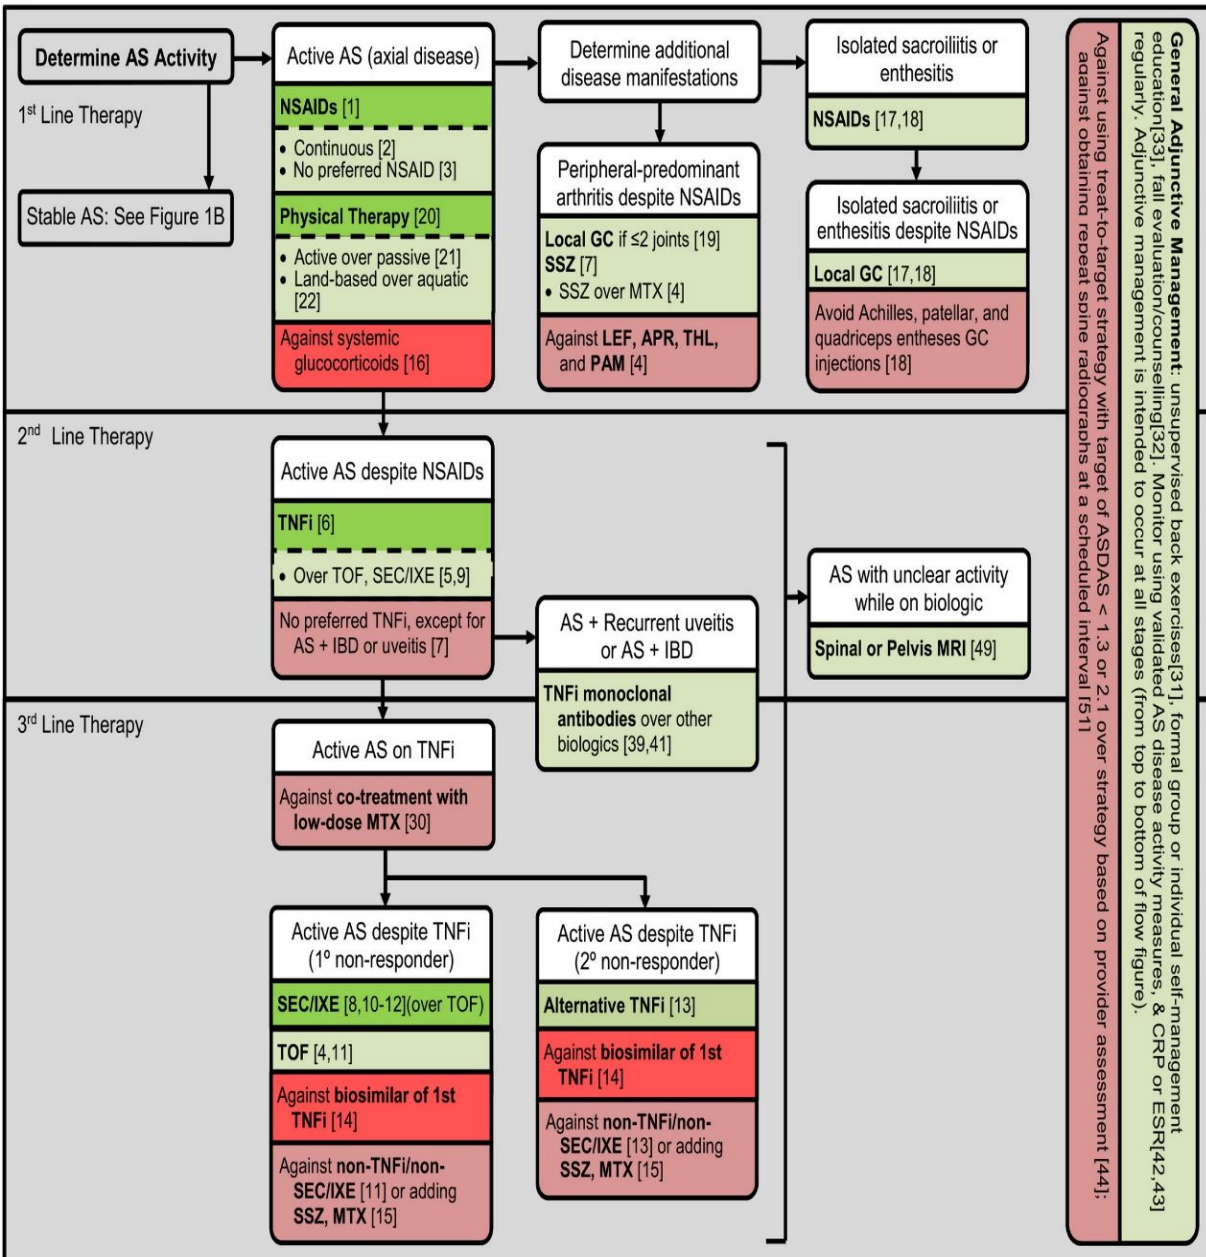 Determine AS Activity
1st Line Therapy
Stable AS: See Figure 1B
Active AS (axial disease)
NSAIDs [1]
• Continuous [2]
• No preferred NSAID [3]
Physical Therapy [20]
• Active over passive [21]
• Land-based over aquatic
[22]
Against systemic
glucocorticoids [16]
Determine additional
disease manifestations
Peripheral-predominant
arthritis despite NSAIDs
Local GC if ≤2 joints [19]
SSZ [7]
• SSZ over MTX [4]
Against LEF, APR, THL,
and PAM [4]
Isolated sacroiliitis or
enthesitis
NSAIDs [17,18]
Isolated sacroiliitis or
enthesitis despite NSAIDs
Local GC [17,18]
Avoid Achilles, patellar, and
quadriceps entheses GC
injections [18]
2nd Line Therapy
Active AS despite NSAIDs
TNFi [6]
• Over TOF, SEC/IXE [5,9]
No preferred TNFi, except for
AS + IBD or uveitis [7]
AS + Recurrent uveitis
or AS + IBD
TNFi monoclonal
antibodies over other
biologics [39,41]
AS with unclear activity
while on biologic
Spinal or Pelvis MRI [49]
3rd Line Therapy
Active AS on TNFi
Against co-treatment with
low-dose MTX [30]
Active AS despite TNFi
(1º non-responder)
SEC/IXE [8,10-12](over TOF)
TOF [4,11]
Against biosimilar of 1st
TNFi [14]
Against non-TNFi/non-
SEC/IXE [11] or adding
SSZ, MTX [15]
Active AS despite TNFi
(2º non-responder)
Alternative TNFi [13]
Against biosimilar of 1st
TNFi [14]
Against non-TNFi/non-
SEC/IXE [13] or adding
SSZ, MTX [15]
General Adjunctive Management: unsupervised back exercises[31], formal group or individual self-management
education[33], fall evaluation/counselling[32]. Monitor using validated AS disease activity measures, & CRP or ESR[42,43]
regularly. Adjunctive management is intended to occur at all stages (from top to bottom of flow figure).
Against using treat-to-target strategy with target of ASDAS < 1.3 or 2.1 over strategy based on provider assessment [44];
against obtaining repeat spine radiographs at a scheduled interval [51]